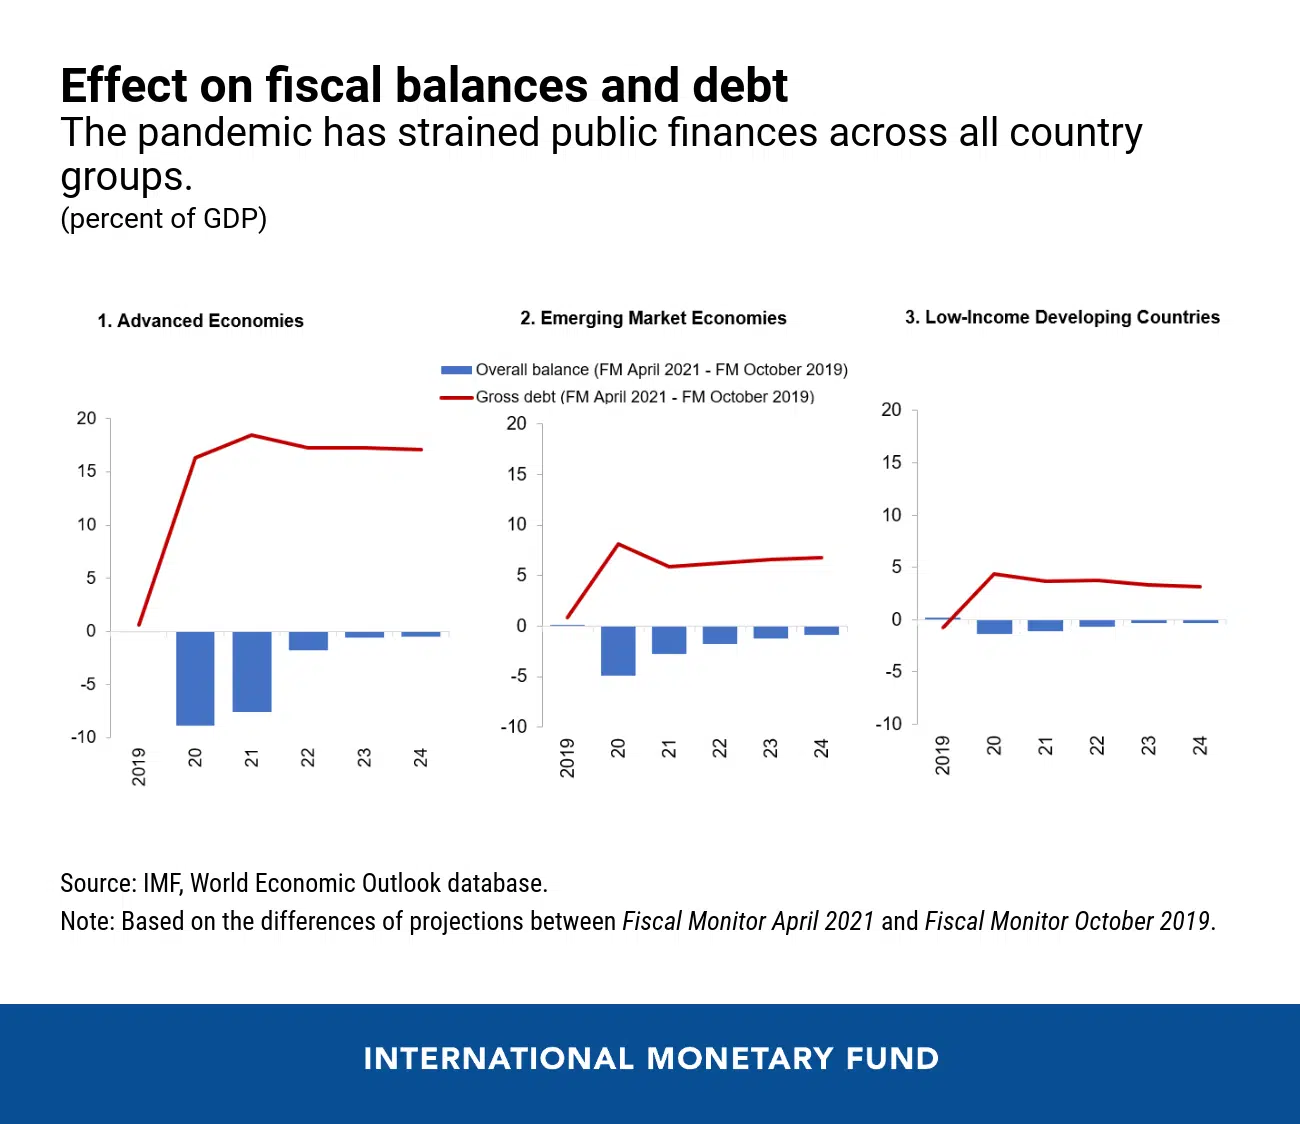 Effect on fiscal balances and debt
The pandemic has strained public finances across all country
groups.
(percent of GDP)
1. Advanced Economies
2. Emerging Market Economies
3. Low-Income Developing Countries
Overall balance (FM April 2021 - FM October 2019)
Gross debt (FM April 2021 - FM October 2019)
20
15
10
5
0
-5
-10
2019 20 21 22 23 24
20
15
10
5
0
-5
-10
2019 20 21 22 23 24
20
15
10
5
0
-5
-10
2019 20 21 22 23 24
Source: IMF, World Economic Outlook database.
Note: Based on the differences of projections between Fiscal Monitor April 2021 and Fiscal Monitor October 2019.
INTERNATIONAL MONETARY FUND